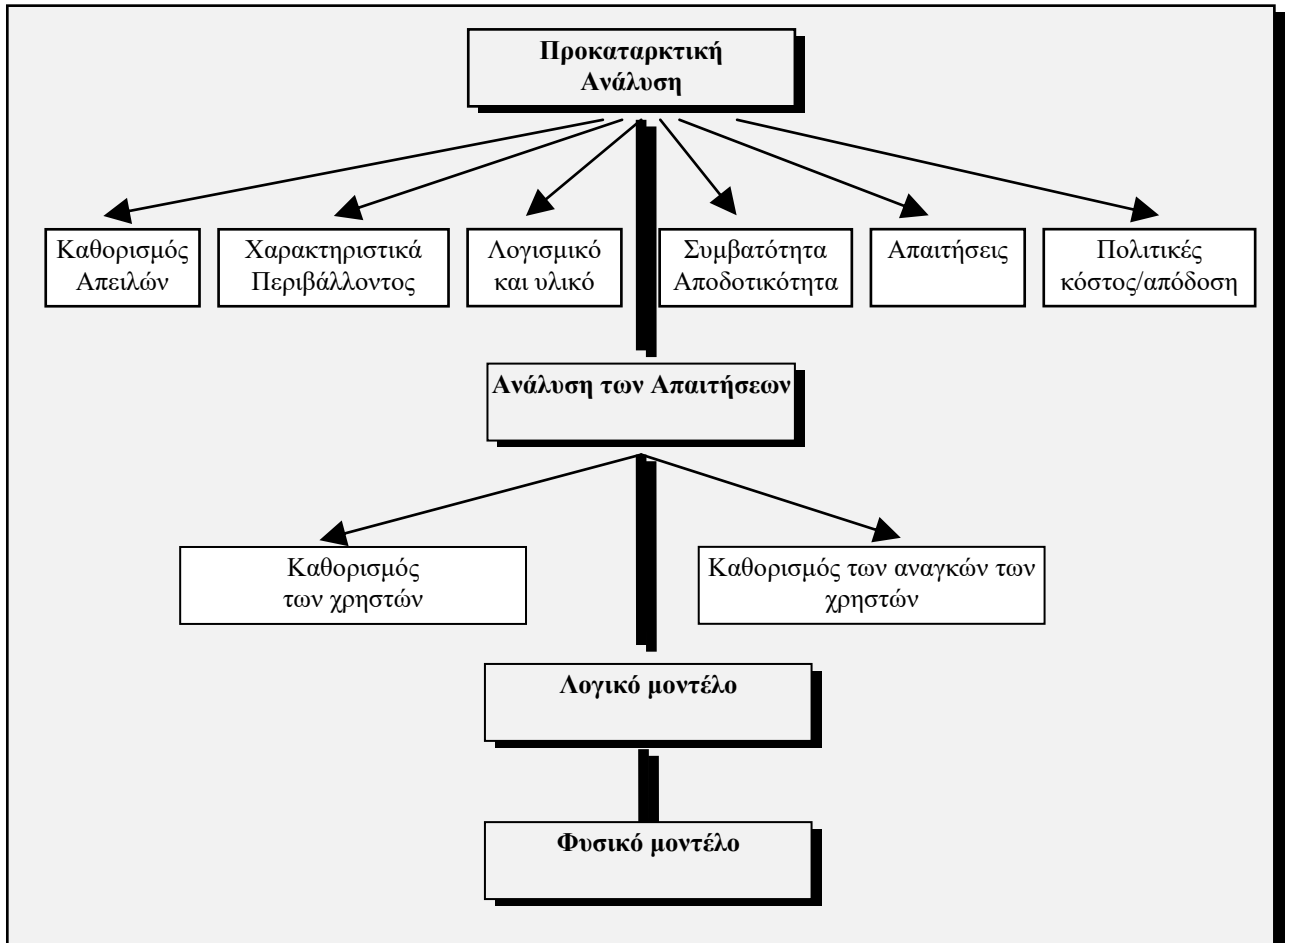 Προκαταρκτική
Ανάλυση
Καθορισμός
Απειλών
Χαρακτηριστικά
Περιβάλλοντος
Λογισμικό
και υλικό
Συμβατότητα
Αποδοτικότητα
Απαιτήσεις
Πολιτικές
κόστος/απόδοση
Ανάλυση των Απαιτήσεων
Καθορισμός
των χρηστών
Καθορισμός των αναγκών των
χρηστών
Λογικό μοντέλο
Φυσικό μοντέλο